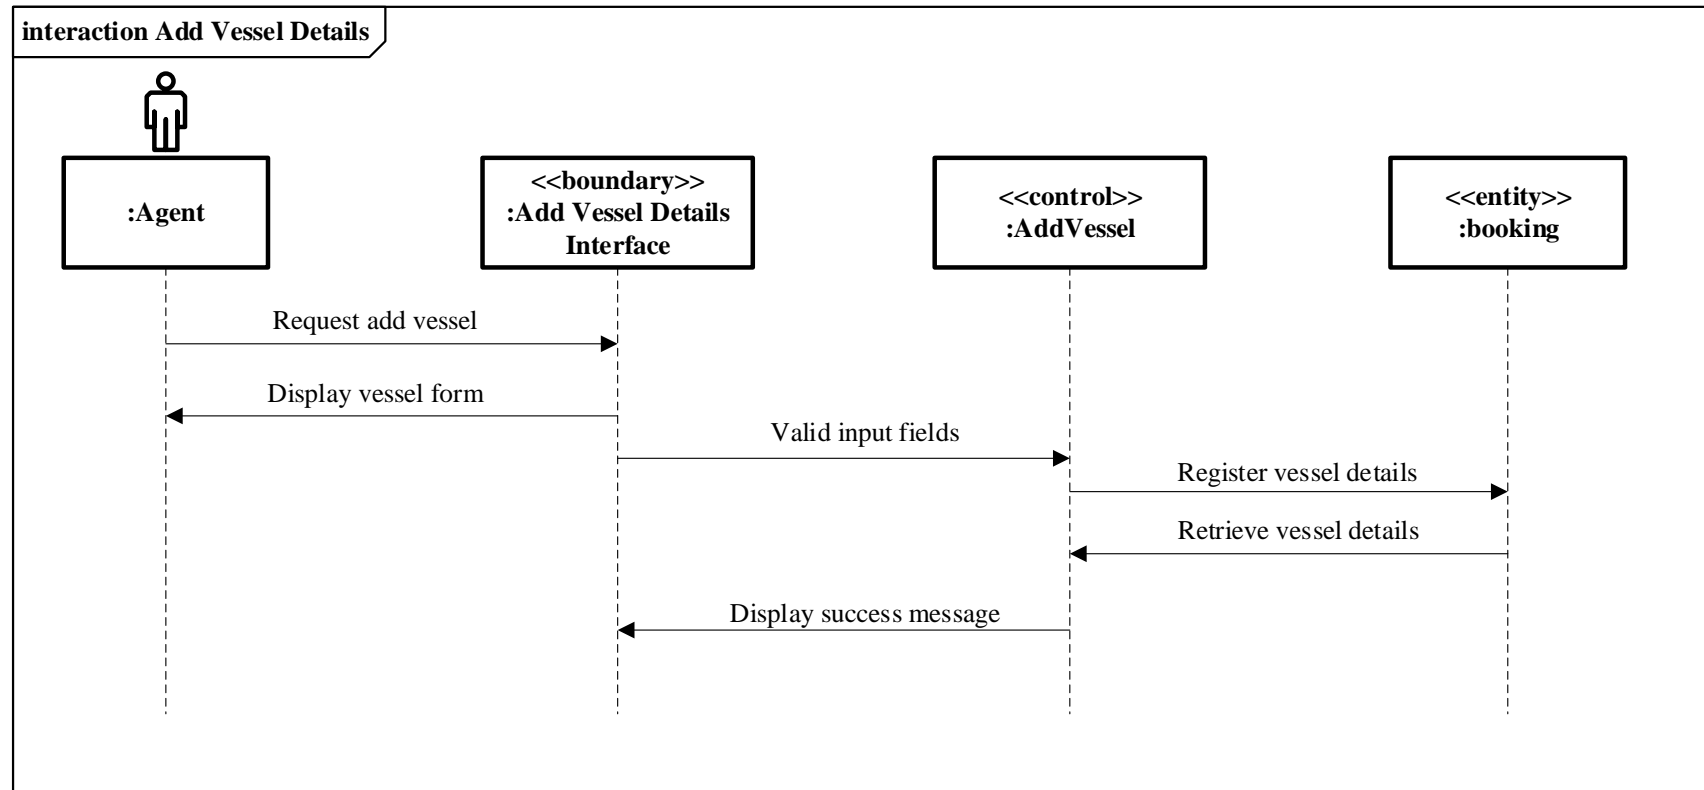 interaction Add Vessel Details
:Agent
<<boundary>>
:Add Vessel Details
Interface
<<control>>
:AddVessel
<<entity>>
:booking
Request add vessel
Display vessel form
Valid input fields
Register vessel details
Retrieve vessel details
Display success message